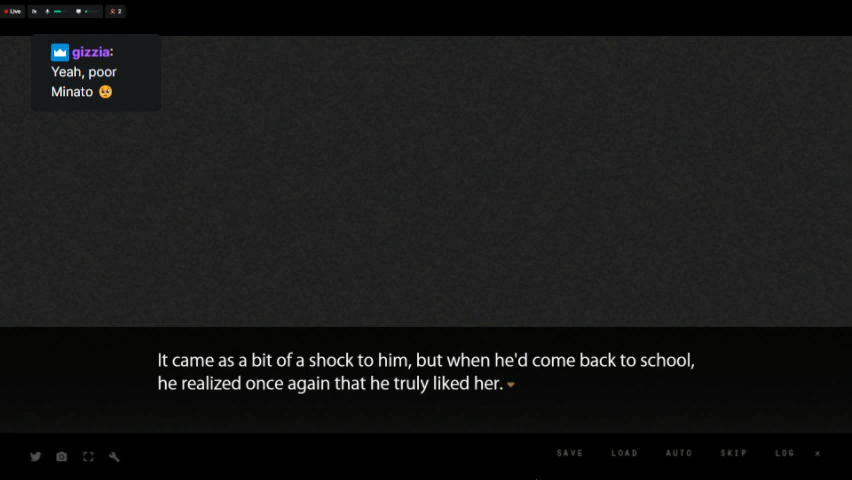 Live
2
gizzia:
Yeah, poor
Minato 🥺
It came as a bit of a shock to him, but when he'd come back to school,
he realized once again that he truly liked her.
SAVE LOAD AUTO SKIP LOG ×